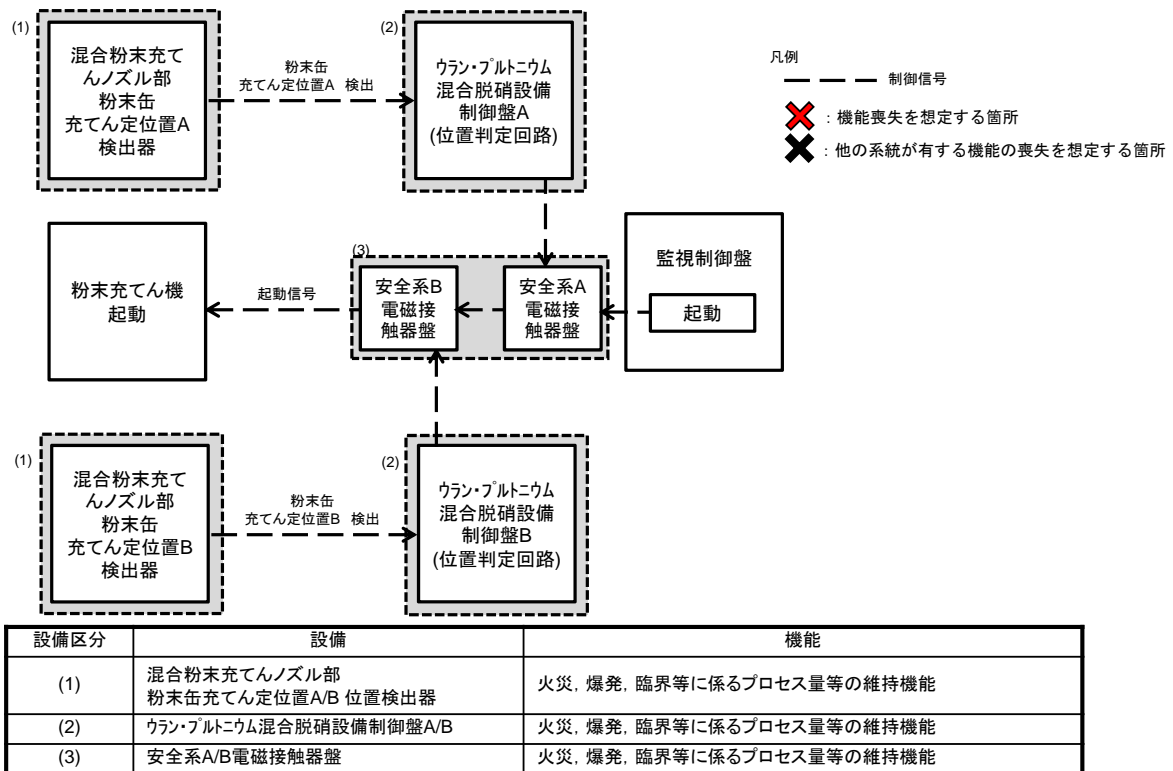 (1)
混合粉末充て
んノズル部
粉末缶
充てん定位置A
検出器
粉末缶
充てん定位置A 検出
(2)
ウラン・プルトニウム
混合脱硝設備
制御盤A
(位置判定回路)
凡例
制御信号
：機能喪失を想定する箇所
：他の系統が有する機能の喪失を想定する箇所
粉末充てん機
起動
起動信号
(3)
安全系B
電磁接
触器盤
安全系A
電磁接
触器盤
監視制御盤
起動
(1)
混合粉末充て
んノズル部
粉末缶
充てん定位置B
検出器
粉末缶
充てん定位置B 検出
(2)
ウラン・プルトニウム
混合脱硝設備
制御盤B
(位置判定回路)
設備区分 設備 機能
(1) 混合粉末充てんノズル部
粉末缶充てん定位置A/B 位置検出器 火災，爆発，臨界等に係るプロセス量等の維持機能
(2) ウラン・プルトニウム混合脱硝設備制御盤A/B 火災，爆発，臨界等に係るプロセス量等の維持機能
(3) 安全系A/B電磁接触器盤 火災，爆発，臨界等に係るプロセス量等の維持機能